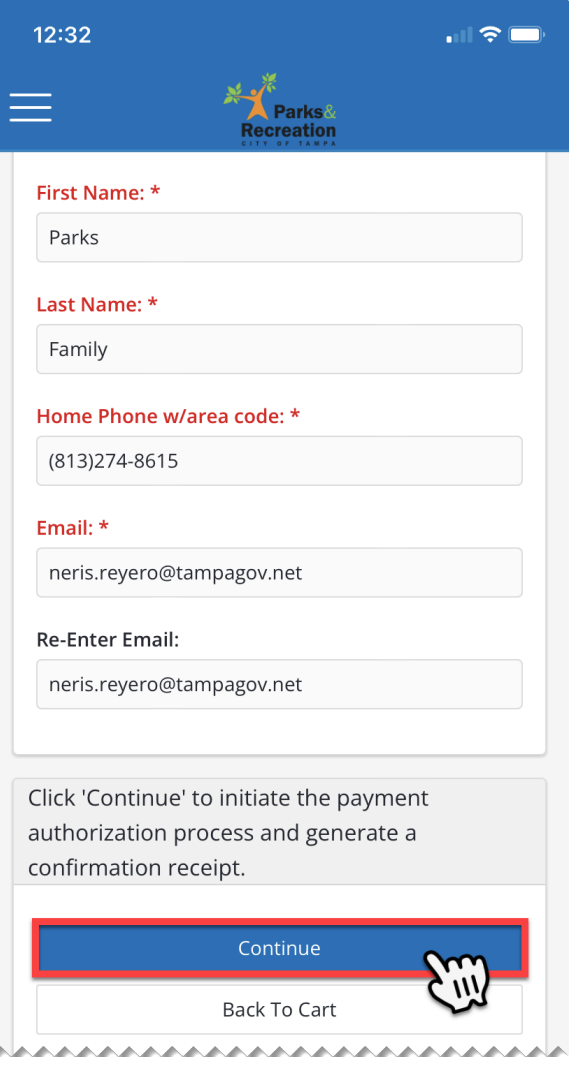 12:32
Parks&
Recreation
CITY OF TAMPA
First Name: *
Parks
Last Name: *
Family
Home Phone w/area code: *
(813)274-8615
Email: *
neris.reyero@tampagov.net
Re-Enter Email:
neris.reyero@tampagov.net
Click 'Continue' to initiate the payment
authorization process and generate a
confirmation receipt.
Continue
Back To Cart